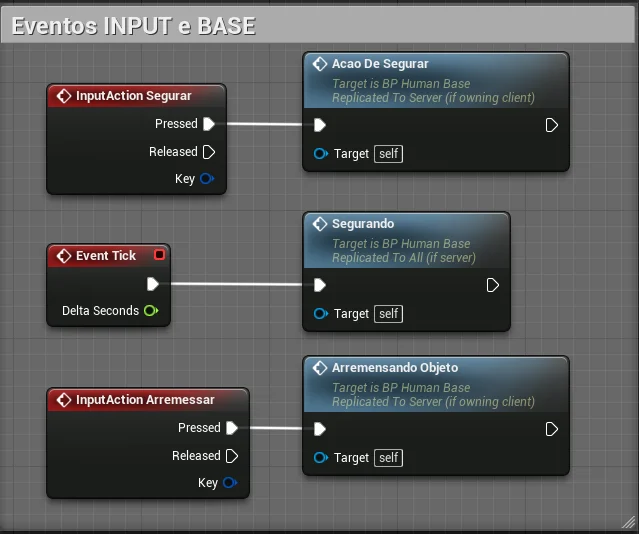 Eventos INPUT e BASE
InputAction Segurar
Pressed
Released
Key
Acao De Segurar
Target is BP Human Base
Replicated To Server (if owning client)
Target self
Event Tick
Delta Seconds
Segurando
Target is BP Human Base
Replicated To All (if server)
Target self
InputAction Arremessar
Pressed
Released
Key
Arremensando Objeto
Target is BP Human Base
Replicated To Server (if owning client)
Target self